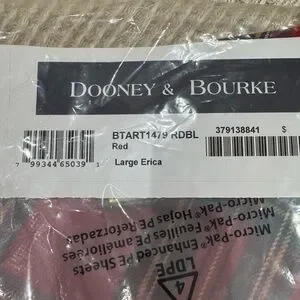 DOONEY & BOURKE
BTART1479 RDBL
Red
Large Erica
7 99344 65039 1
379138841
$
Micro-Pak® Enhanced PE Sheets
Micro-Pak® Feuilles PE améliorées
Micro-Pak® Hojas PE Reforzadas
4
LDPE